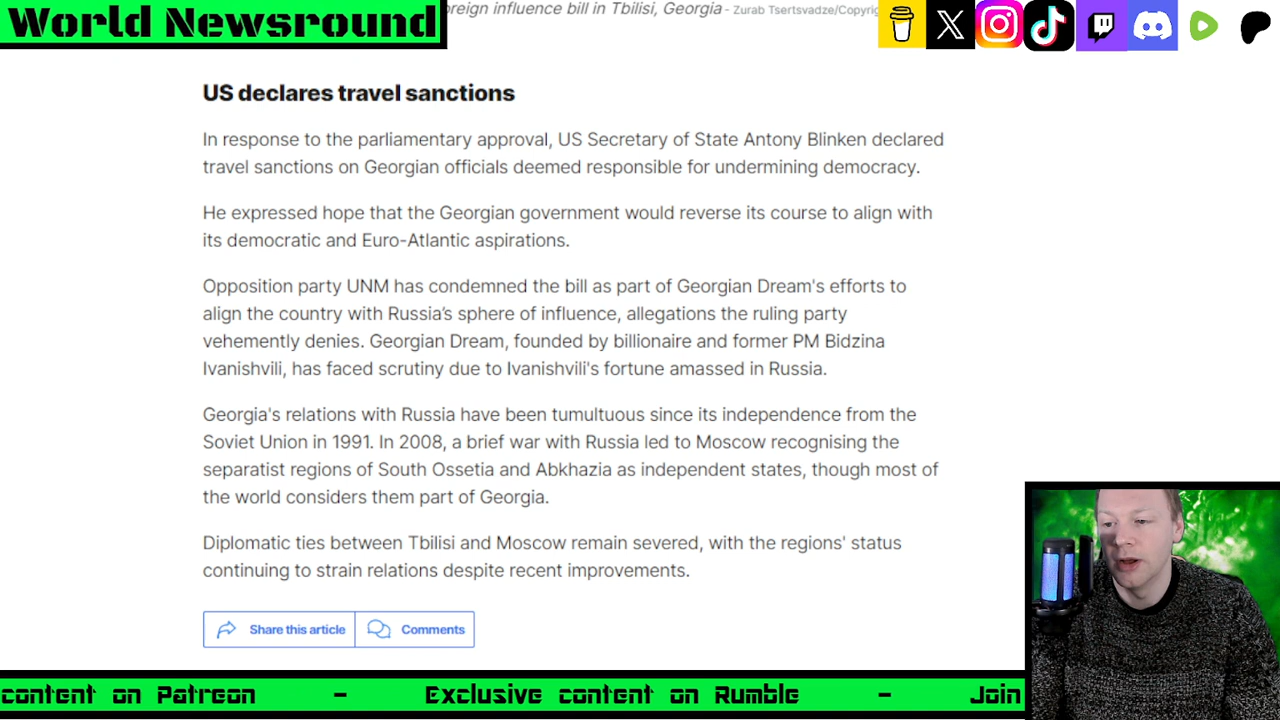 World Newsround
oreign influence bill in Tbilisi, Georgia - Zurab Tsertsvadze/Copyrig
US declares travel sanctions
In response to the parliamentary approval, US Secretary of State Antony Blinken declared
travel sanctions on Georgian officials deemed responsible for undermining democracy.
He expressed hope that the Georgian government would reverse its course to align with
its democratic and Euro-Atlantic aspirations.
Opposition party UNM has condemned the bill as part of Georgian Dream's efforts to
align the country with Russia's sphere of influence, allegations the ruling party
vehemently denies. Georgian Dream, founded by billionaire and former PM Bidzina
Ivanishvili, has faced scrutiny due to Ivanishvili's fortune amassed in Russia.
Georgia's relations with Russia have been tumultuous since its independence from the
Soviet Union in 1991. In 2008, a brief war with Russia led to Moscow recognising the
separatist regions of South Ossetia and Abkhazia as independent states, though most of
the world considers them part of Georgia.
Diplomatic ties between Tbilisi and Moscow remain severed, with the regions' status
continuing to strain relations despite recent improvements.
Share this article Comments
content on Patreon - Exclusive content on Rumble - Join